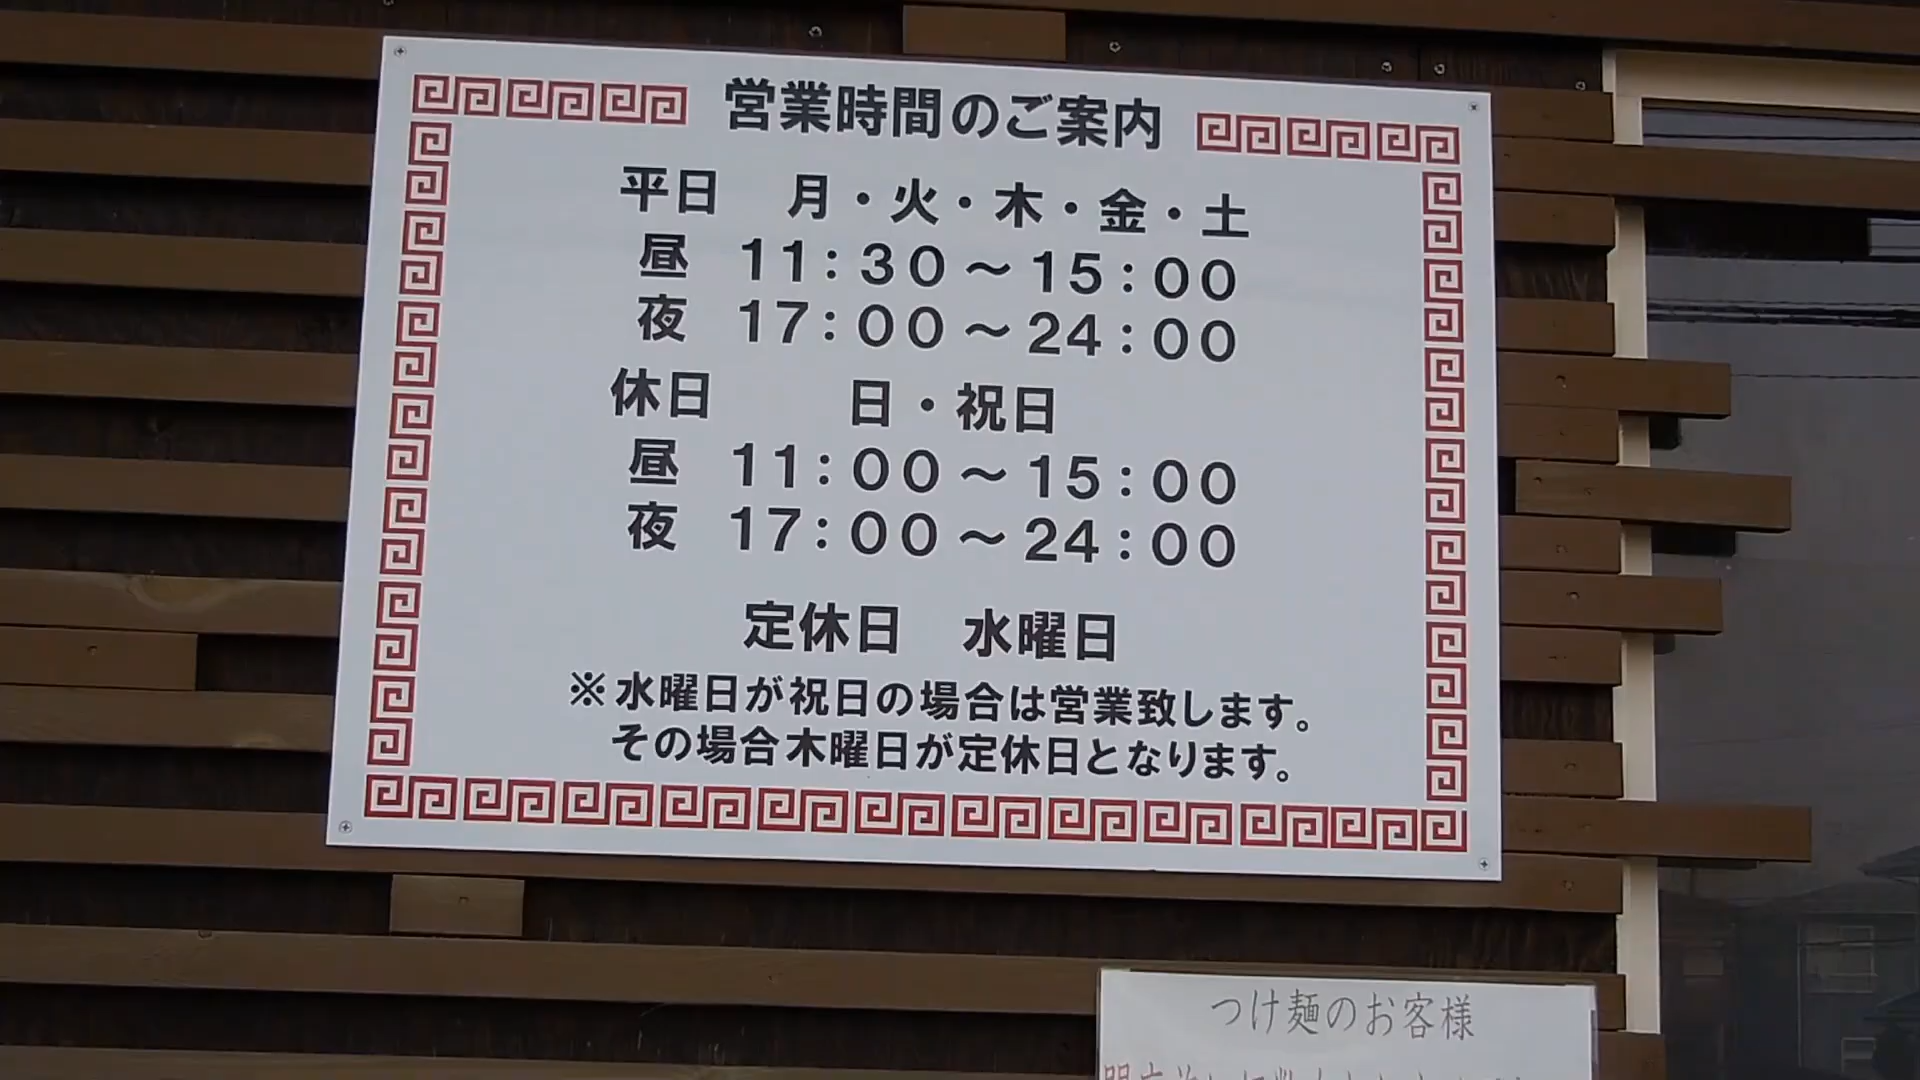 営業時間のご案内
平日　月・火・木・金・土
昼　11：30～15：00
夜　17：00～24：00
休日　日・祝日
昼　11：00～15：00
夜　17：00～24：00
定休日　水曜日
※水曜日が祝日の場合は営業致します。
その場合木曜日が定休日となります。
つけ麺のお客様